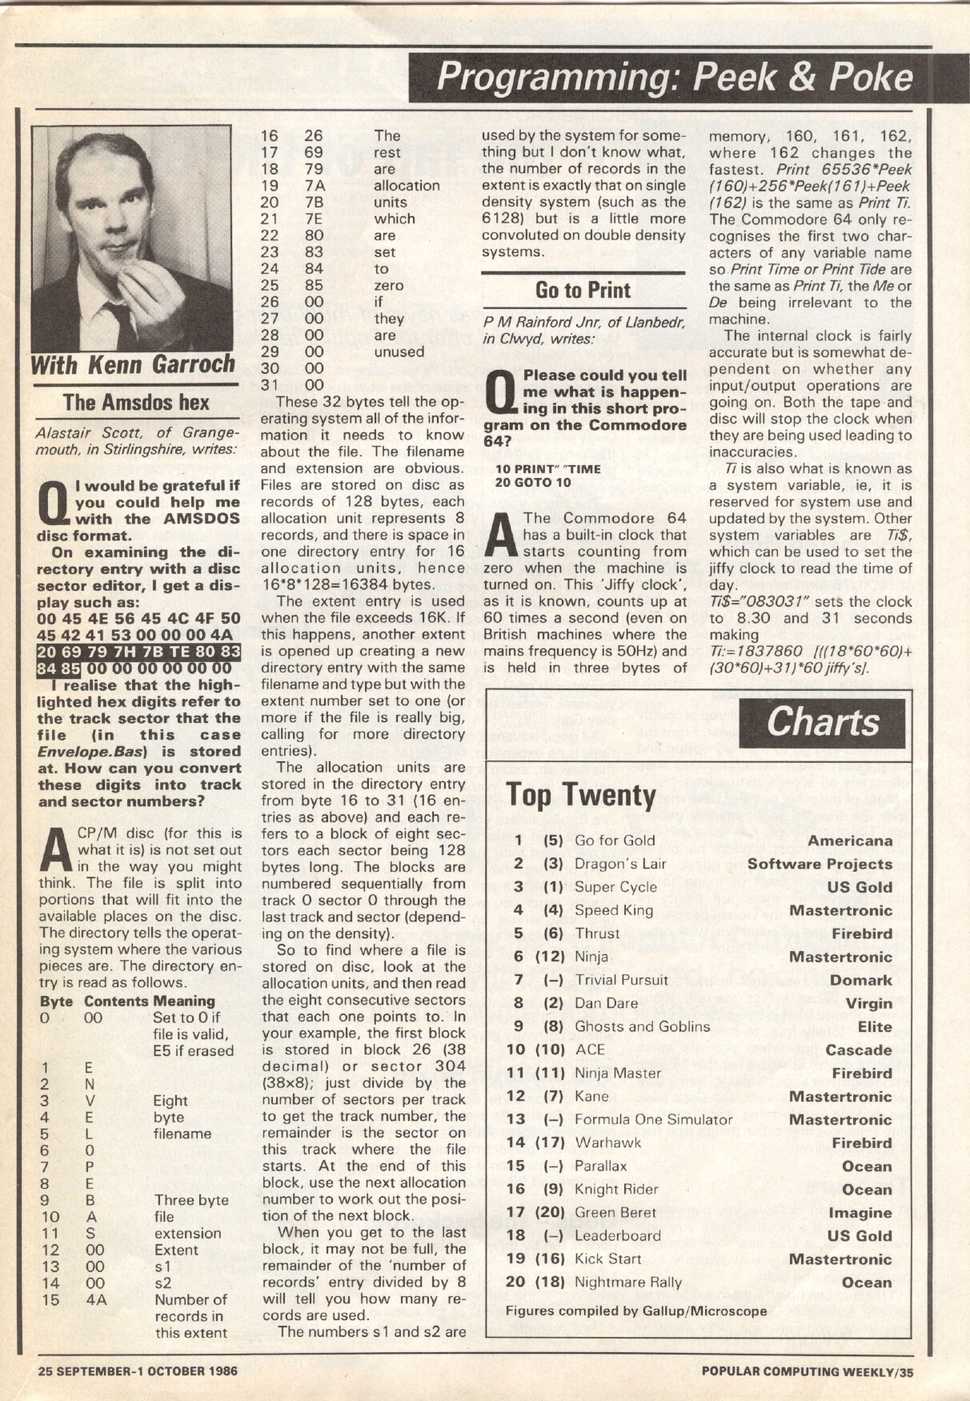 Programming: Peek & Poke
With Kenn Garroch
The Amsdos hex
Alastair Scott, of Grange-
mouth, in Stirlingshire, writes:
Q I would be grateful if
you could help me
with the AMSDOS
disc format.
On examining the di-
rectory entry with a disc
sector editor, I get a dis-
play such as:
00 45 4E 56 45 4C 4F 50
45 42 41 53 00 00 00 4A
20 69 79 7H 7B TE 80 83
84 85 00 00 00 00 00 00
I realise that the high-
lighted hex digits refer to
the track sector that the
file (in this case
Envelope.Bas) is stored
at. How can you convert
these digits into track
and sector numbers?
A CP/M disc (for this is
what it is) is not set out
in the way you might
think. The file is split into
portions that will fit into the
available places on the disc.
The directory tells the operat-
ing system where the various
pieces are. The directory en-
try is read as follows.
Byte Contents Meaning
0 00 Set to 0 if
file is valid,
E5 if erased
1 E
2 N
3 V Eight
4 E byte
5 L filename
6 0
7 P
8 E
9 B Three byte
10 A file
11 S extension
12 00 Extent
13 00 s1
14 00 s2
15 4A Number of
records in
this extent
16 26 The
17 69 rest
18 79 are
19 7A allocation
20 7B units
21 7E which
22 80 are
23 83 set
24 84 to
25 85 zero
26 00 if
27 00 they
28 00 are
29 00 unused
30 00
31 00
These 32 bytes tell the op-
erating system all of the infor-
mation it needs to know
about the file. The filename
and extension are obvious.
Files are stored on disc as
records of 128 bytes, each
allocation unit represents 8
records, and there is space in
one directory entry for 16
allocation units, hence
16*8*128=16384 bytes.
The extent entry is used
when the file exceeds 16K. If
this happens, another extent
is opened up creating a new
directory entry with the same
filename and type but with the
extent number set to one (or
more if the file is really big,
calling for more directory
entries).
The allocation units are
stored in the directory entry
from byte 16 to 31 (16 en-
tries as above) and each re-
fers to a block of eight sec-
tors each sector being 128
bytes long. The blocks are
numbered sequentially from
track 0 sector 0 through the
last track and sector (depend-
ing on the density).
So to find where a file is
stored on disc, look at the
allocation units, and then read
the eight consecutive sectors
that each one points to. In
your example, the first block
is stored in block 26 (38
decimal) or sector 304
(38×8); just divide by the
number of sectors per track
to get the track number, the
remainder is the sector on
this track where the file
starts. At the end of this
block, use the next allocation
number to work out the posi-
tion of the next block.
When you get to the last
block, it may not be full, the
remainder of the 'number of
records' entry divided by 8
will tell you how many re-
cords are used.
The numbers s1 and s2 are
used by the system for some-
thing but I don't know what,
the number of records in the
extent is exactly that on single
density system (such as the
6128) but is a little more
convoluted on double density
systems.
Go to Print
P M Rainford Jnr, of Llanbedr,
in Clwyd, writes:
Q Please could you tell
me what is happen-
ing in this short pro-
gram on the Commodore
64?
10 PRINT" "TIME
20 GOTO 10
A The Commodore 64
has a built-in clock that
starts counting from
zero when the machine is
turned on. This 'Jiffy clock',
as it is known, counts up at
60 times a second (even on
British machines where the
mains frequency is 50Hz) and
is held in three bytes of
memory, 160, 161, 162,
where 162 changes the
fastest. Print 65536*Peek
(160)+256*Peek(161)+Peek
(162) is the same as Print Ti.
The Commodore 64 only re-
cognises the first two char-
acters of any variable name
so Print Time or Print Tide are
the same as Print Ti, the Me or
De being irrelevant to the
machine.
The internal clock is fairly
accurate but is somewhat de-
pendent on whether any
input/output operations are
going on. Both the tape and
disc will stop the clock when
they are being used leading to
inaccuracies.
Ti is also what is known as
a system variable, ie, it is
reserved for system use and
updated by the system. Other
system variables are Ti$,
which can be used to set the
jiffy clock to read the time of
day.
Ti$="083031" sets the clock
to 8.30 and 31 seconds
making
Ti:=1837860 [((18*60*60)+
(30*60)+31)*60 jiffy's].
Charts
Top Twenty
1 (5) Go for Gold Americana
2 (3) Dragon's Lair Software Projects
3 (1) Super Cycle US Gold
4 (4) Speed King Mastertronic
5 (6) Thrust Firebird
6 (12) Ninja Mastertronic
7 (–) Trivial Pursuit Domark
8 (2) Dan Dare Virgin
9 (8) Ghosts and Goblins Elite
10 (10) ACE Cascade
11 (11) Ninja Master Firebird
12 (7) Kane Mastertronic
13 (–) Formula One Simulator Mastertronic
14 (17) Warhawk Firebird
15 (–) Parallax Ocean
16 (9) Knight Rider Ocean
17 (20) Green Beret Imagine
18 (–) Leaderboard US Gold
19 (16) Kick Start Mastertronic
20 (18) Nightmare Rally Ocean
Figures compiled by Gallup/Microscope
25 SEPTEMBER-1 OCTOBER 1986
POPULAR COMPUTING WEEKLY/35